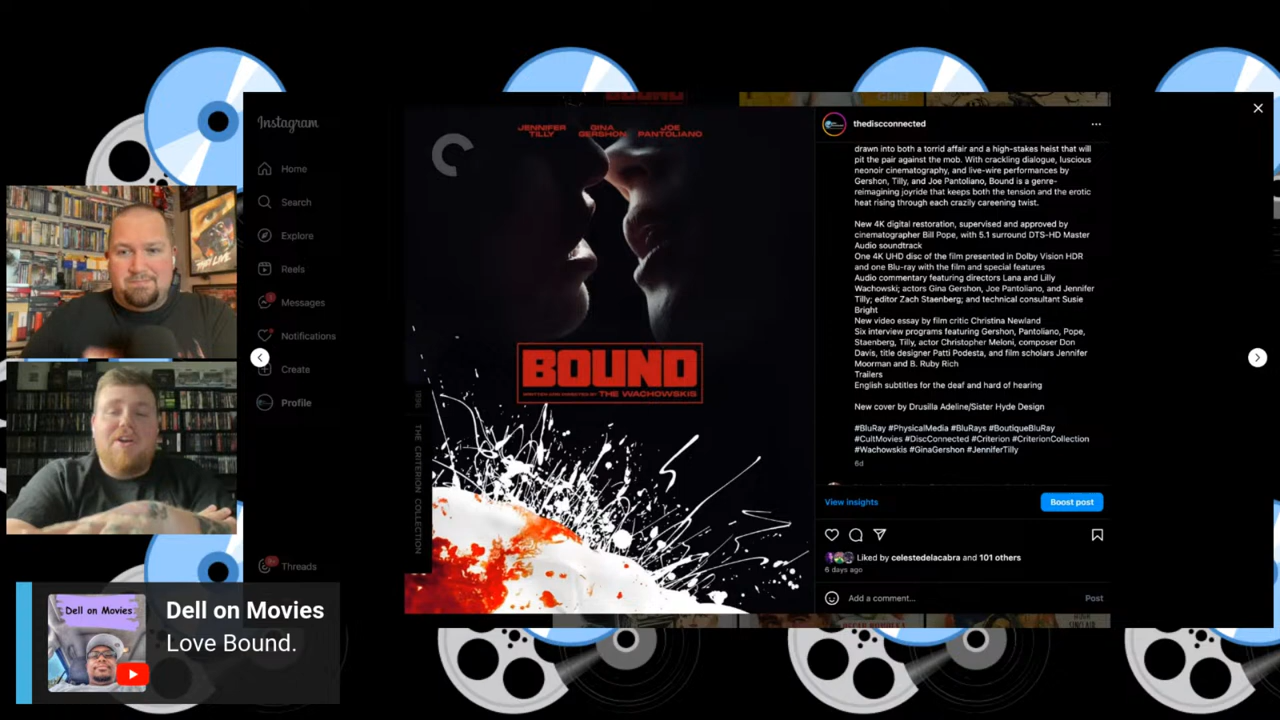 Instagram
Home
Search
Explore
Reels
Messages
Notifications
Create
Profile
Threads
BOUND
JENNIFER TILLY
GINA GERSHON
JOE PANTOLIANO
BOUND
WRITTEN AND DIRECTED BY THE WACHOWSKIS
1996
THE CRITERION COLLECTION
thediscconnected
drawn into both a torrid affair and a high-stakes heist that will
pit the pair against the mob. With crackling dialogue, luscious
neonoir cinematography, and live-wire performances by
Gershon, Tilly, and Joe Pantoliano, Bound is a genre-
reimagining joyride that keeps both the tension and the erotic
heat rising through each crazily careening twist.
New 4K digital restoration, supervised and approved by
cinematographer Bill Pope, with 5.1 surround DTS-HD Master
Audio soundtrack
One 4K UHD disc of the film presented in Dolby Vision HDR
and one Blu-ray with the film and special features
Audio commentary featuring directors Lana and Lilly
Wachowski; actors Gina Gershon, Joe Pantoliano, and Jennifer
Tilly; editor Zach Staenberg; and technical consultant Susie
Bright
New video essay by film critic Christina Newland
Six interview programs featuring Gershon, Pantoliano, Pope,
Staenberg, Tilly, actor Christopher Meloni, composer Don
Davis, title designer Patti Podesta, and film scholars Jennifer
Moorman and B. Ruby Rich
Trailers
English subtitles for the deaf and hard of hearing
New cover by Drusilla Adeline/Sister Hyde Design
#BluRay #PhysicalMedia #BluRays #BoutiqueBluRay
#CultMovies #DiscConnected #Criterion #CriterionCollection
#Wachowskis #GinaGershon #JenniferTilly
6d
View insights
Boost post
Liked by celestedelacabra and 101 others
6 days ago
Add a comment...
Post
THEY LIVE
Dell on Movies
Dell on Movies
Love Bound.